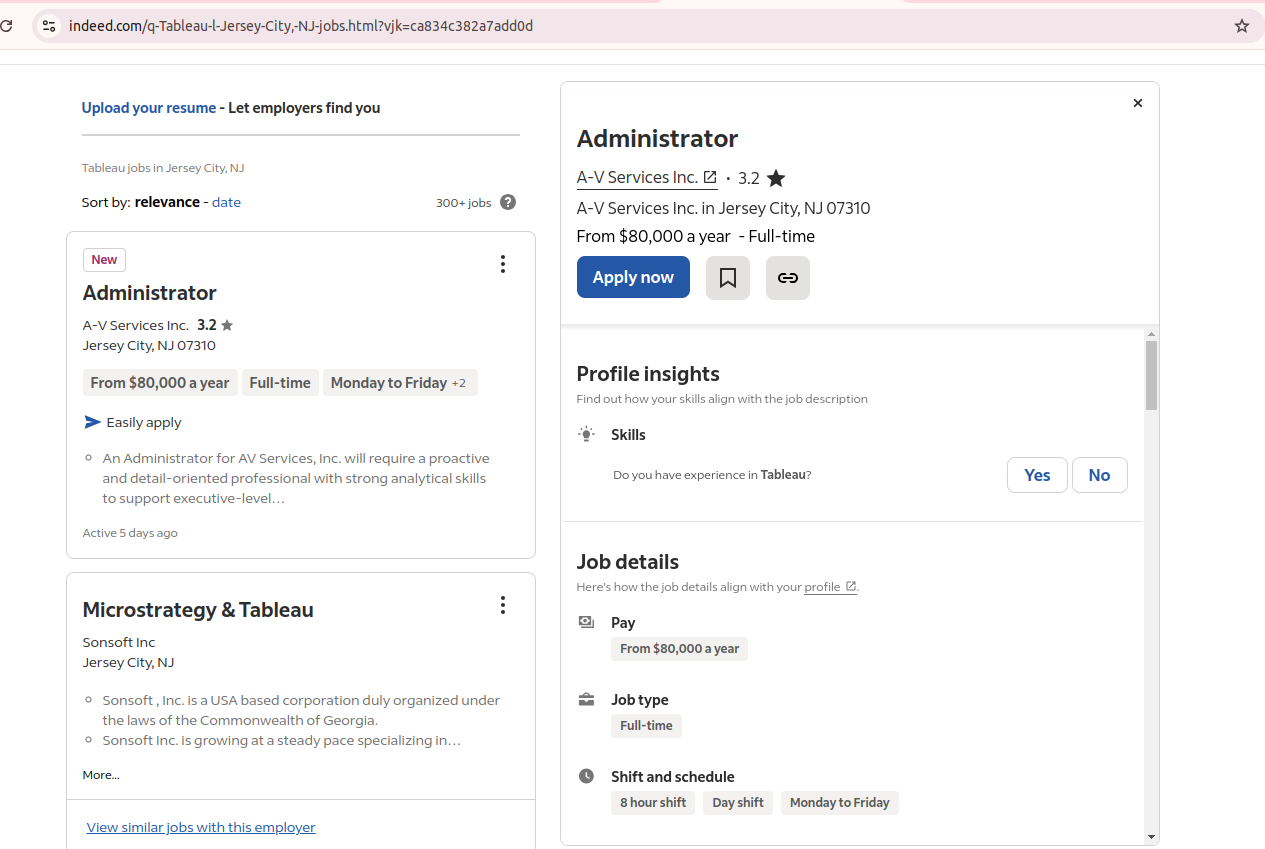 indeed.com/q-Tableau-l-Jersey-City,-NJ-jobs.html?vjk=ca834c382a7add0d
Upload your resume - Let employers find you
Tableau jobs in Jersey City, NJ
Sort by: relevance - date
300+ jobs ?
New
Administrator
A-V Services Inc. 3.2
Jersey City, NJ 07310
From $80,000 a year Full-time Monday to Friday +2
Easily apply
An Administrator for AV Services, Inc. will require a proactive
and detail-oriented professional with strong analytical skills
to support executive-level…
Active 5 days ago
Microstrategy & Tableau
Sonsoft Inc
Jersey City, NJ
Sonsoft , Inc. is a USA based corporation duly organized under
the laws of the Commonwealth of Georgia.
Sonsoft Inc. is growing at a steady pace specializing in…
More...
View similar jobs with this employer
Administrator
A-V Services Inc. · 3.2
A-V Services Inc. in Jersey City, NJ 07310
From $80,000 a year - Full-time
Apply now
Profile insights
Find out how your skills align with the job description
Skills
Do you have experience in Tableau?
Yes No
Job details
Here's how the job details align with your profile.
Pay
From $80,000 a year
Job type
Full-time
Shift and schedule
8 hour shift Day shift Monday to Friday